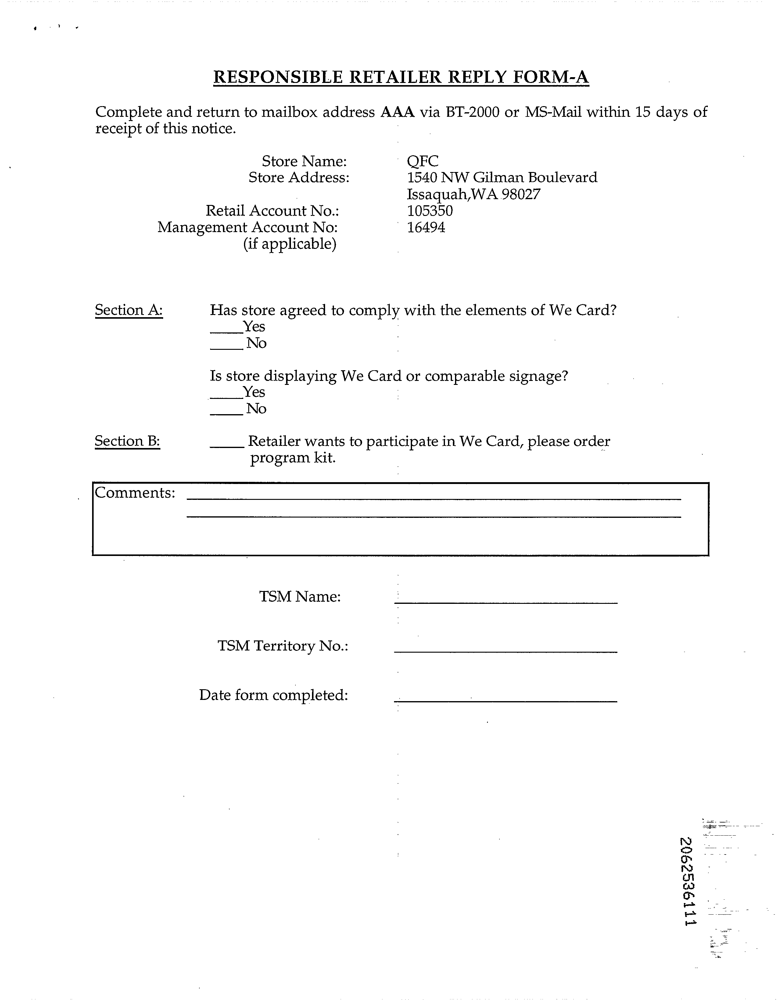 RESPONSIBLE RETAILER REPLY FORM-A
Complete and return to mailbox address AAA via BT-2000 or MS-Mail within 15 days of
receipt of this notice.
Store Name: QFC
Store Address: 1540 NW Gilman Boulevard
Issaquah,WA 98027
Retail Account No.: 105350
Management Account No: 16494
(if applicable)
Section A: Has store agreed to comply with the elements of We Card?
____Yes
____ No
Is store displaying We Card or comparable signage?
____Yes
____ No
Section B: ____ Retailer wants to participate in We Card, please order
program kit.
Comments:
TSM Name:
TSM Territory No.:
Date form completed:
2062536111